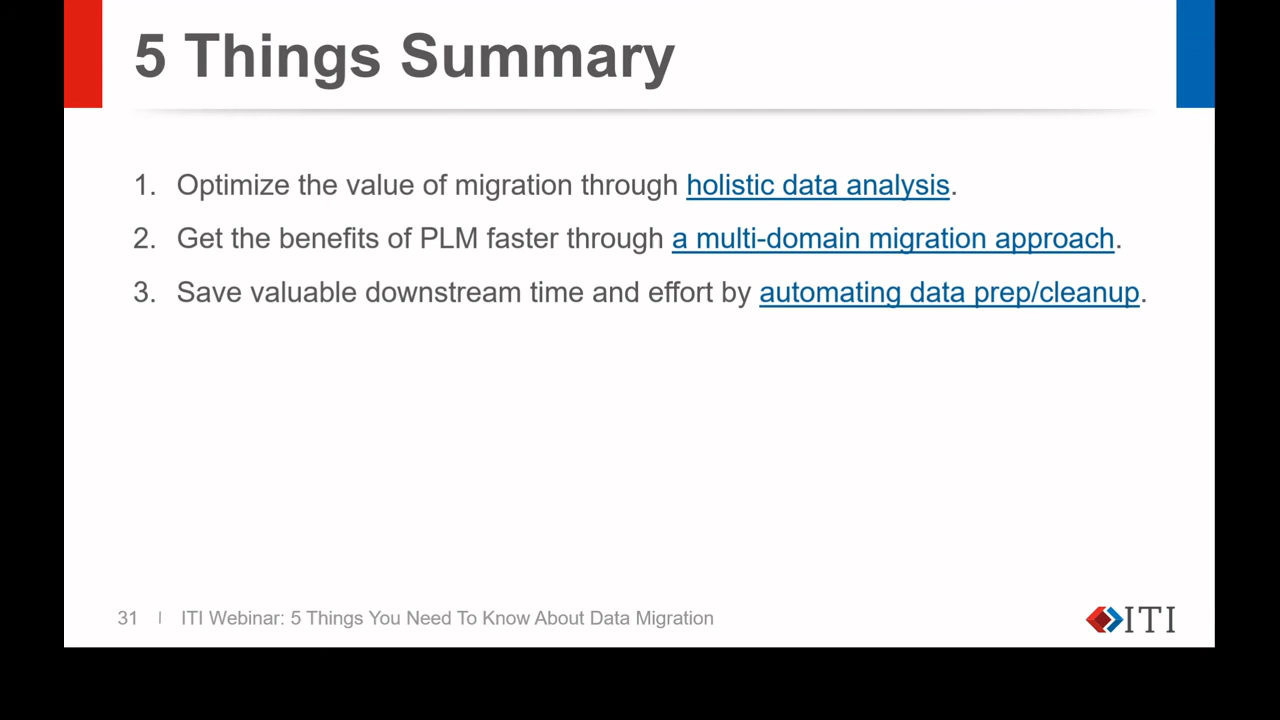 5 Things Summary
1. Optimize the value of migration through holistic data analysis.
2. Get the benefits of PLM faster through a multi-domain migration approach.
3. Save valuable downstream time and effort by automating data prep/cleanup.
31 | ITI Webinar: 5 Things You Need To Know About Data Migration
ITI